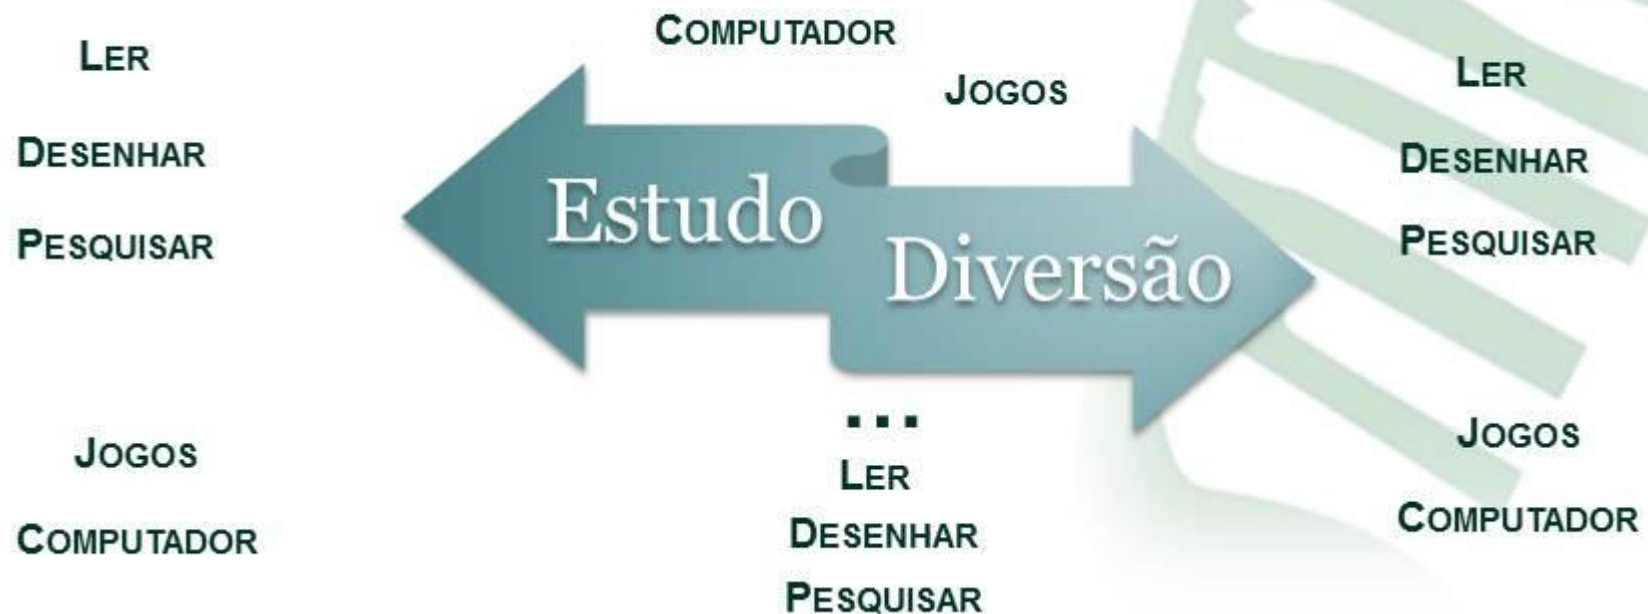 LER
DESENHAR
PESQUISAR
JOGOS
COMPUTADOR
COMPUTADOR
JOGOS
Estudo
Diversão
...
LER
DESENHAR
PESQUISAR
LER
DESENHAR
PESQUISAR
JOGOS
COMPUTADOR